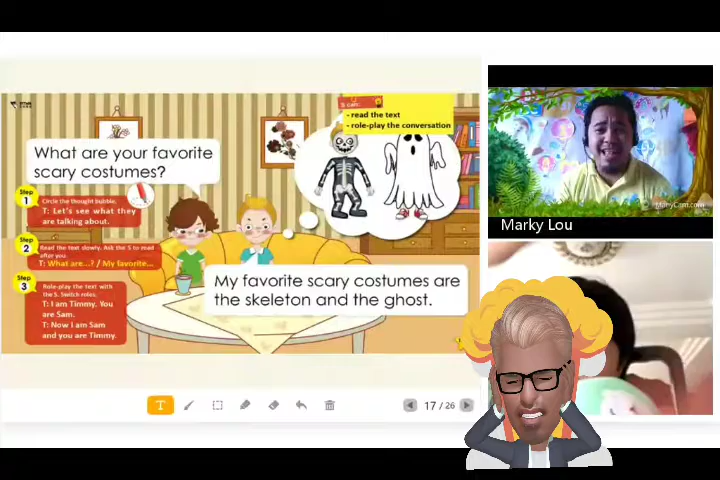 S can:
- read the text
- role-play the conversation
What are your favorite
scary costumes?
Step
1
Circle the thought bubble.
T: Let's see what they
are talking about.
Step
2
Read the text slowly. Ask the S to read
after you.
T: What are...? / My favorite...
Step
3
Role-play the text with
the S. Switch roles.
T: I am Timmy. You
are Sam.
T: Now I am Sam
and you are Timmy.
My favorite scary costumes are
the skeleton and the ghost.
T
17 / 26
ManyCam.com
Marky Lou